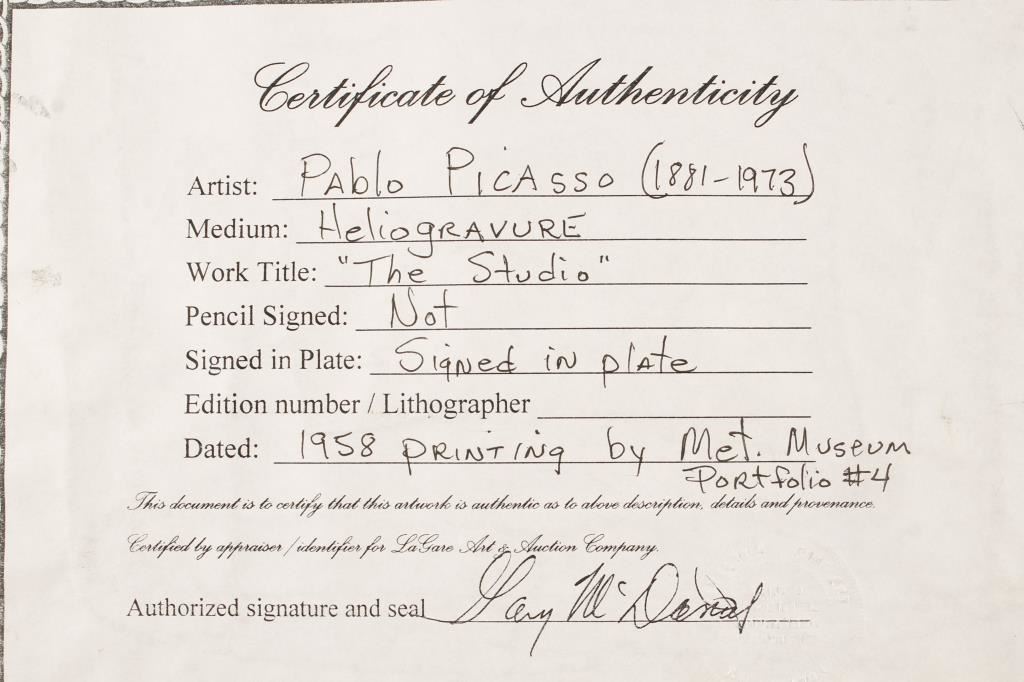 Certificate of Authenticity
Artist: Pablo Picasso (1881-1973)
Medium: Heliogravure
Work Title: "The Studio"
Pencil Signed: Not
Signed in Plate: Signed in plate
Edition number / Lithographer
Dated: 1958 printing by Met. Museum
Portfolio #4
This document is to certify that this artwork is authentic as to above description, details and provenance.
Certified by appraiser / identifier for LaGare Art & Auction Company.
Authorized signature and seal Gary McDonald